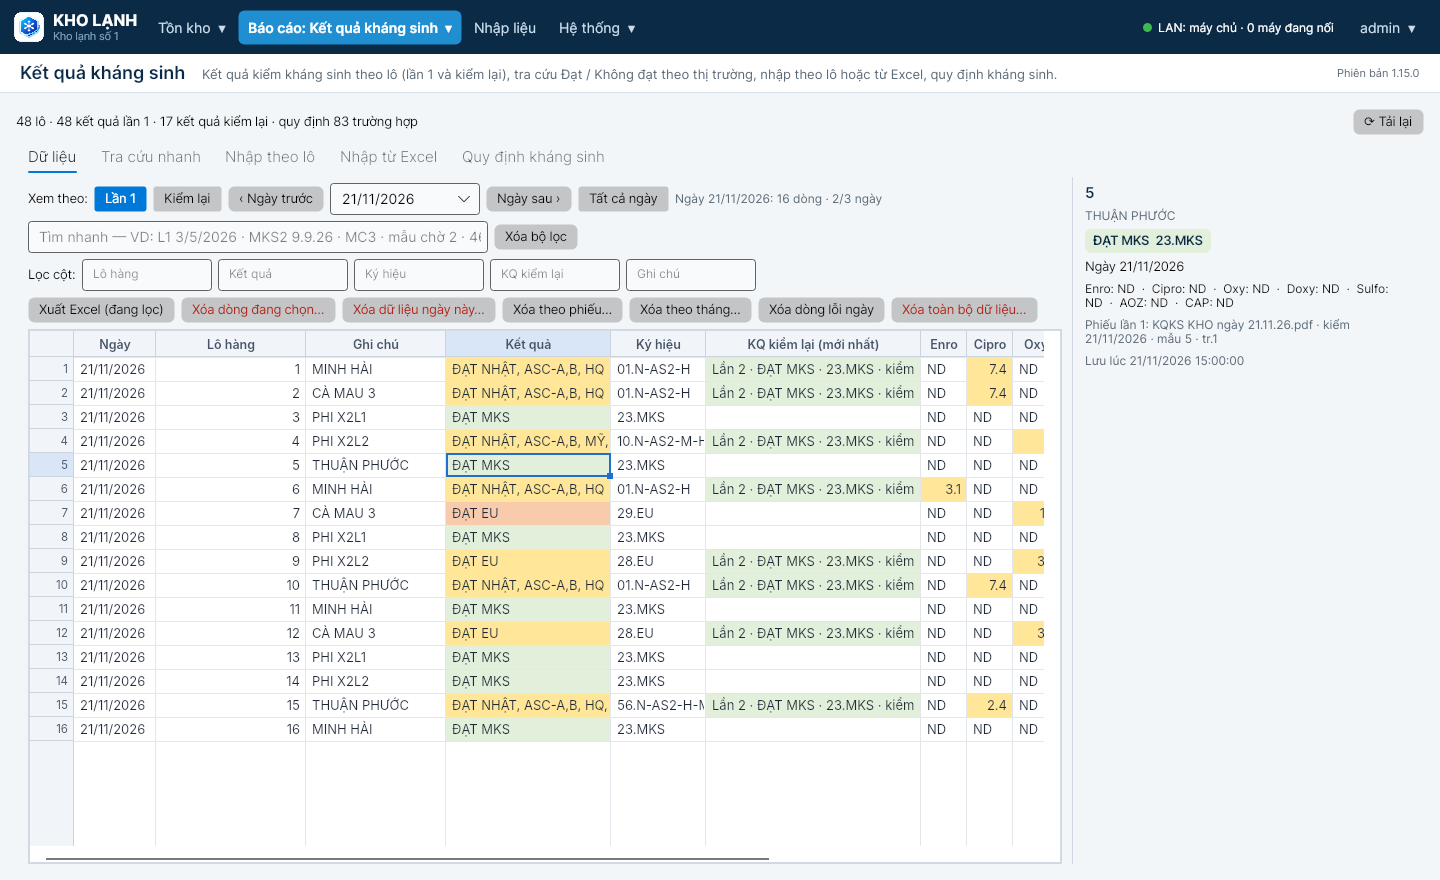 KHO LẠNH
Kho lạnh số 1
Tồn kho ▾
Báo cáo: Kết quả kháng sinh ▾
Nhập liệu
Hệ thống ▾
LAN: máy chủ · 0 máy đang nối
admin ▾
Kết quả kháng sinh
Kết quả kiểm kháng sinh theo lô (lần 1 và kiểm lại), tra cứu Đạt / Không đạt theo thị trường, nhập theo lô hoặc từ Excel, quy định kháng sinh.
Phiên bản 1.15.0
48 lô · 48 kết quả lần 1 · 17 kết quả kiểm lại · quy định 83 trường hợp
⟳ Tải lại
Dữ liệu Tra cứu nhanh Nhập theo lô Nhập từ Excel Quy định kháng sinh
Xem theo: Lần 1 Kiểm lại ‹ Ngày trước 21/11/2026 Ngày sau › Tất cả ngày Ngày 21/11/2026: 16 dòng · 2/3 ngày
Tìm nhanh — VD: L1 3/5/2026 · MKS2 9.9.26 · MC3 · mẫu chờ 2 · 46 Xóa bộ lọc
Lọc cột: Lô hàng Kết quả Ký hiệu KQ kiểm lại Ghi chú
Xuất Excel (đang lọc) Xóa dòng đang chọn... Xóa dữ liệu ngày này... Xóa theo phiếu... Xóa theo tháng... Xóa dòng lỗi ngày Xóa toàn bộ dữ liệu...
Ngày Lô hàng Ghi chú Kết quả Ký hiệu KQ kiểm lại (mới nhất) Enro Cipro Oxy
1 21/11/2026 1 MINH HẢI ĐẠT NHẬT, ASC-A,B, HQ 01.N-AS2-H Lần 2 · ĐẠT MKS · 23.MKS · kiểm ND 7.4 ND
2 21/11/2026 2 CÀ MAU 3 ĐẠT NHẬT, ASC-A,B, HQ 01.N-AS2-H Lần 2 · ĐẠT MKS · 23.MKS · kiểm ND 7.4 ND
3 21/11/2026 3 PHI X2L1 ĐẠT MKS 23.MKS ND ND ND
4 21/11/2026 4 PHI X2L2 ĐẠT NHẬT, ASC-A,B, MỸ, 10.N-AS2-M-H Lần 2 · ĐẠT MKS · 23.MKS · kiểm ND ND
5 21/11/2026 5 THUẬN PHƯỚC ĐẠT MKS 23.MKS ND ND ND
6 21/11/2026 6 MINH HẢI ĐẠT NHẬT, ASC-A,B, HQ 01.N-AS2-H Lần 2 · ĐẠT MKS · 23.MKS · kiểm 3.1 ND ND
7 21/11/2026 7 CÀ MAU 3 ĐẠT EU 29.EU ND ND 1
8 21/11/2026 8 PHI X2L1 ĐẠT MKS 23.MKS ND ND ND
9 21/11/2026 9 PHI X2L2 ĐẠT EU 28.EU Lần 2 · ĐẠT MKS · 23.MKS · kiểm ND ND 3
10 21/11/2026 10 THUẬN PHƯỚC ĐẠT NHẬT, ASC-A,B, HQ 01.N-AS2-H Lần 2 · ĐẠT MKS · 23.MKS · kiểm ND 7.4 ND
11 21/11/2026 11 MINH HẢI ĐẠT MKS 23.MKS ND ND ND
12 21/11/2026 12 CÀ MAU 3 ĐẠT EU 28.EU Lần 2 · ĐẠT MKS · 23.MKS · kiểm ND ND 3
13 21/11/2026 13 PHI X2L1 ĐẠT MKS 23.MKS ND ND ND
14 21/11/2026 14 PHI X2L2 ĐẠT MKS 23.MKS ND ND ND
15 21/11/2026 15 THUẬN PHƯỚC ĐẠT NHẬT, ASC-A,B, HQ, 56.N-AS2-H-M Lần 2 · ĐẠT MKS · 23.MKS · kiểm ND 2.4 ND
16 21/11/2026 16 MINH HẢI ĐẠT MKS 23.MKS ND ND ND
5
THUẬN PHƯỚC
ĐẠT MKS 23.MKS
Ngày 21/11/2026
Enro: ND · Cipro: ND · Oxy: ND · Doxy: ND · Sulfo:
ND · AOZ: ND · CAP: ND
Phiếu lần 1: KQKS KHO ngày 21.11.26.pdf · kiểm
21/11/2026 · mẫu 5 · tr.1
Lưu lúc 21/11/2026 15:00:00